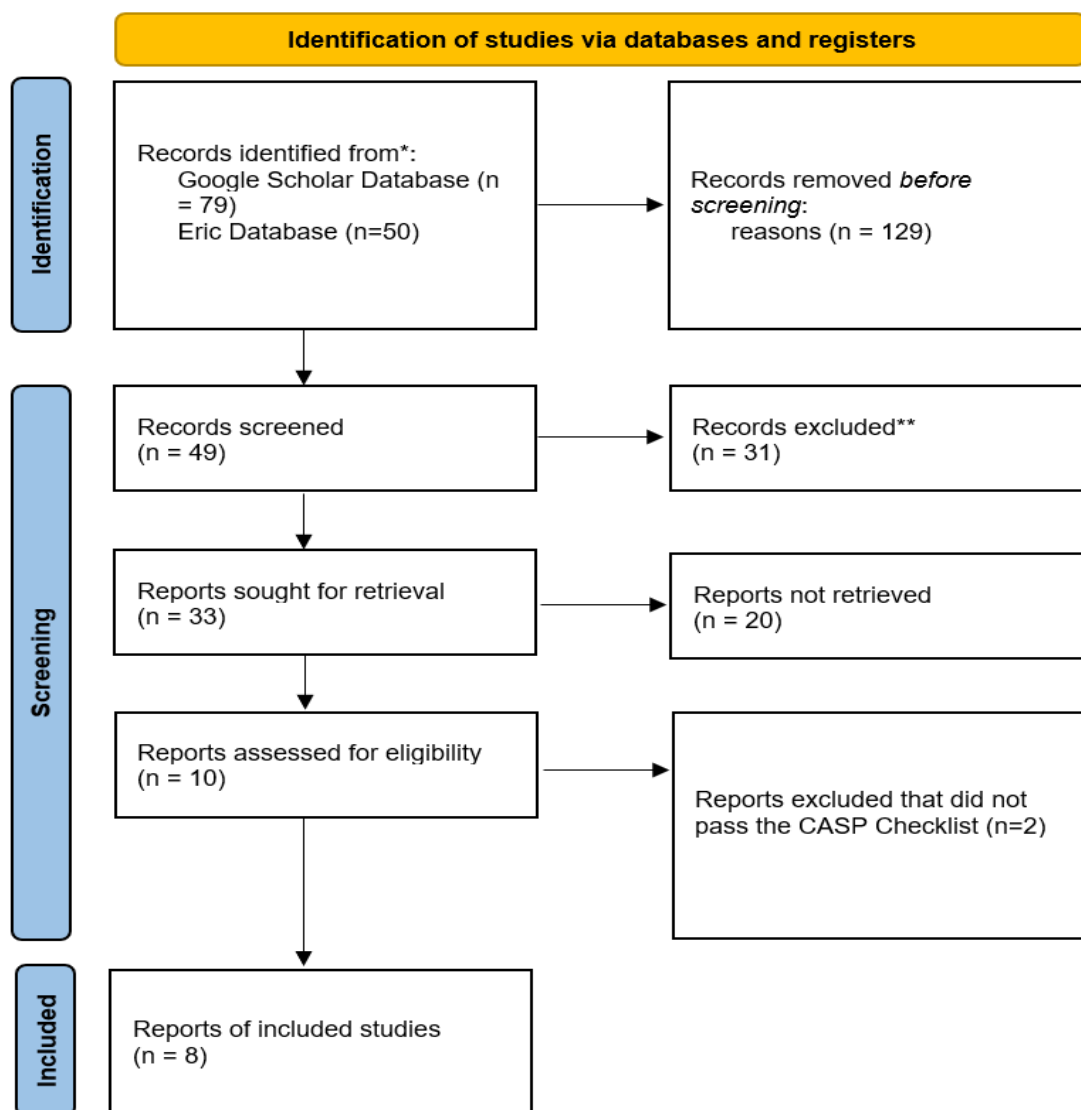 Identification of studies via databases and registers
Identification
Records identified from*:
Google Scholar Database (n
= 79)
Eric Database (n=50)
Records removed before
screening:
reasons (n = 129)
Screening
Records screened
(n = 49)
Records excluded**
(n = 31)
Reports sought for retrieval
(n = 33)
Reports not retrieved
(n = 20)
Reports assessed for eligibility
(n = 10)
Reports excluded that did not
pass the CASP Checklist (n=2)
Included
Reports of included studies
(n = 8)